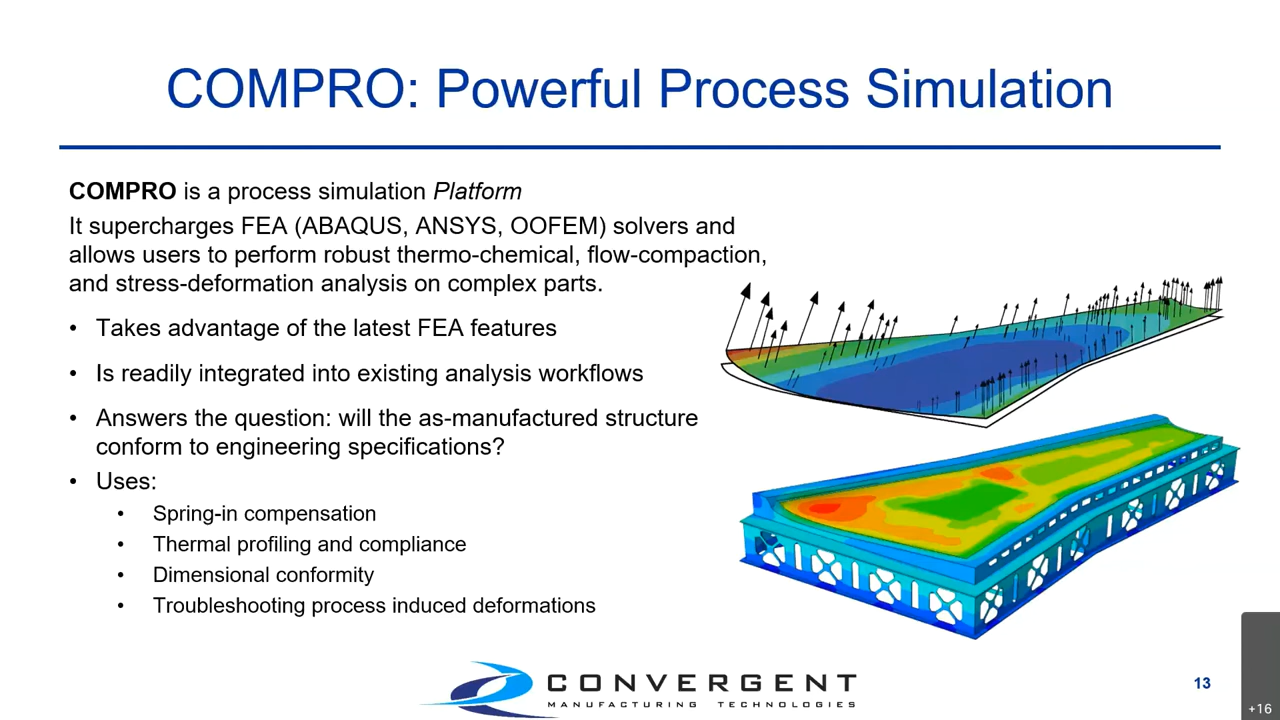 COMPRO: Powerful Process Simulation
COMPRO is a process simulation Platform
It supercharges FEA (ABAQUS, ANSYS, OOFEM) solvers and
allows users to perform robust thermo-chemical, flow-compaction,
and stress-deformation analysis on complex parts.
• Takes advantage of the latest FEA features
• Is readily integrated into existing analysis workflows
• Answers the question: will the as-manufactured structure
conform to engineering specifications?
• Uses:
• Spring-in compensation
• Thermal profiling and compliance
• Dimensional conformity
• Troubleshooting process induced deformations
CONVERGENT
MANUFACTURING TECHNOLOGIES
13
+16